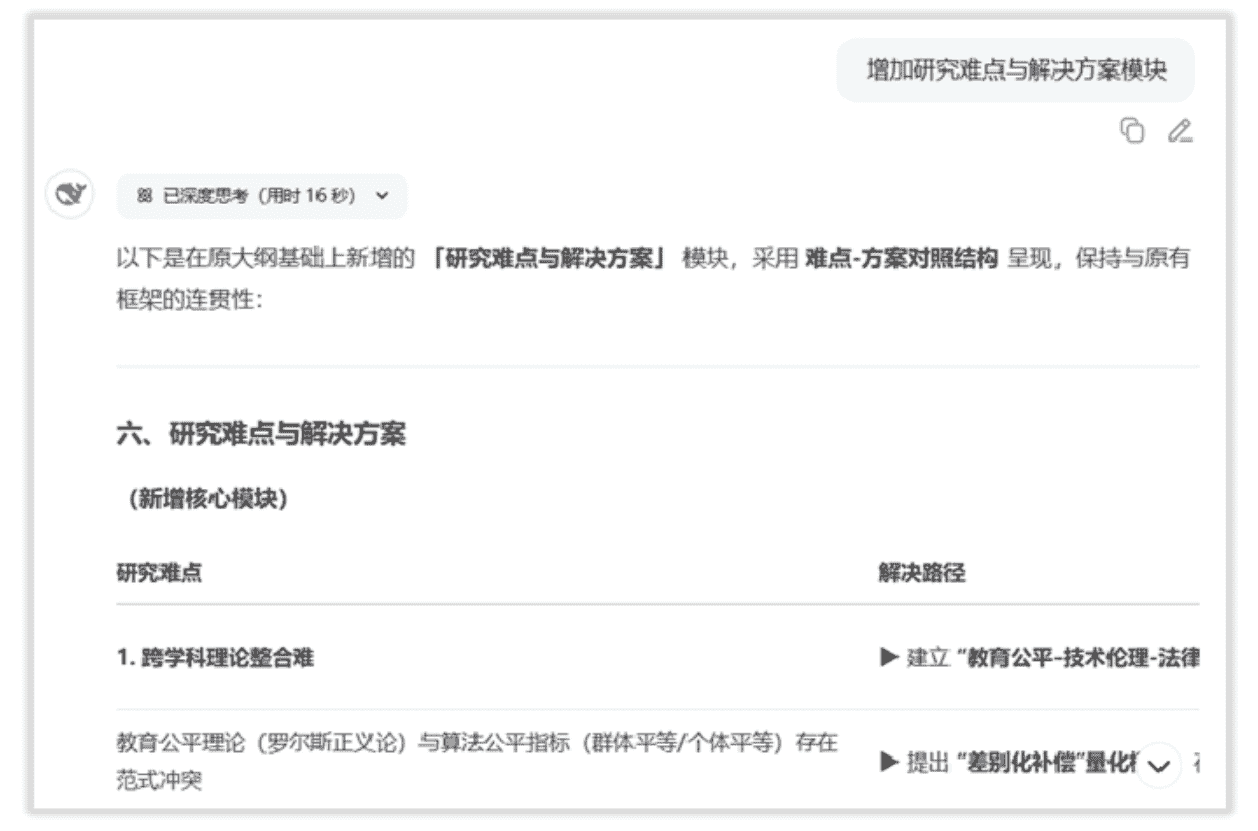 增加研究难点与解决方案模块
已深度思考（用时 16 秒）
以下是在原大纲基础上新增的「研究难点与解决方案」模块，采用 难点-方案对照结构 呈现，保持与原有
框架的连贯性：
六、研究难点与解决方案
（新增核心模块）
研究难点 解决路径
1. 跨学科理论整合难 ▶ 建立 “教育公平-技术伦理-法律
教育公平理论（罗尔斯正义论）与算法公平指标（群体平等/个体平等）存在
范式冲突
▶ 提出 “差别化补偿”量化